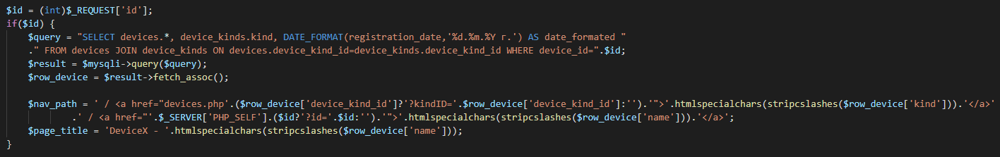 $id = (int)$_REQUEST['id'];
if($id) {
$query = "SELECT devices.*, device_kinds.kind, DATE_FORMAT(registration_date,'%d.%m.%Y г.') AS date_formated "
." FROM devices JOIN device_kinds ON devices.device_kind_id=device_kinds.device_kind_id WHERE device_id=".$id;
$result = $mysqli->query($query);
$row_device = $result->fetch_assoc();
$nav_path = ' / <a href="devices.php'.($row_device['device_kind_id']?'?kindID='.$row_device['device_kind_id']:'').'">'.htmlspecialchars(stripcslashes($row_device['kind'])).'</a>'
.' / <a href="'.$_SERVER['PHP_SELF'].($id?'?id='.$id:'').'">'.htmlspecialchars(stripcslashes($row_device['name'])).'</a>';
$page_title = 'DeviceX - '.htmlspecialchars(stripcslashes($row_device['name']));
}